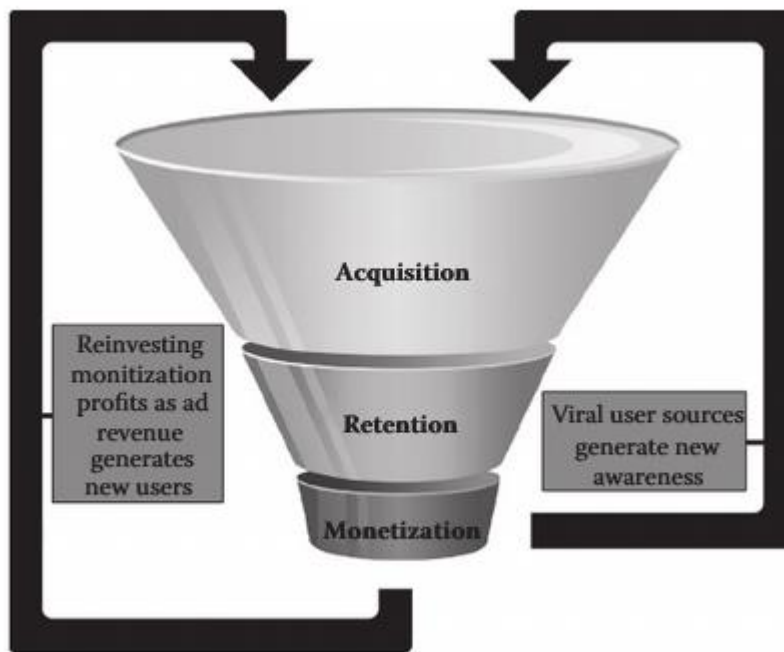 Acquisition
Reinvesting
monitization
profits as ad
revenue
generates
new users
Retention
Viral user sources
generate new
awareness
Monetization